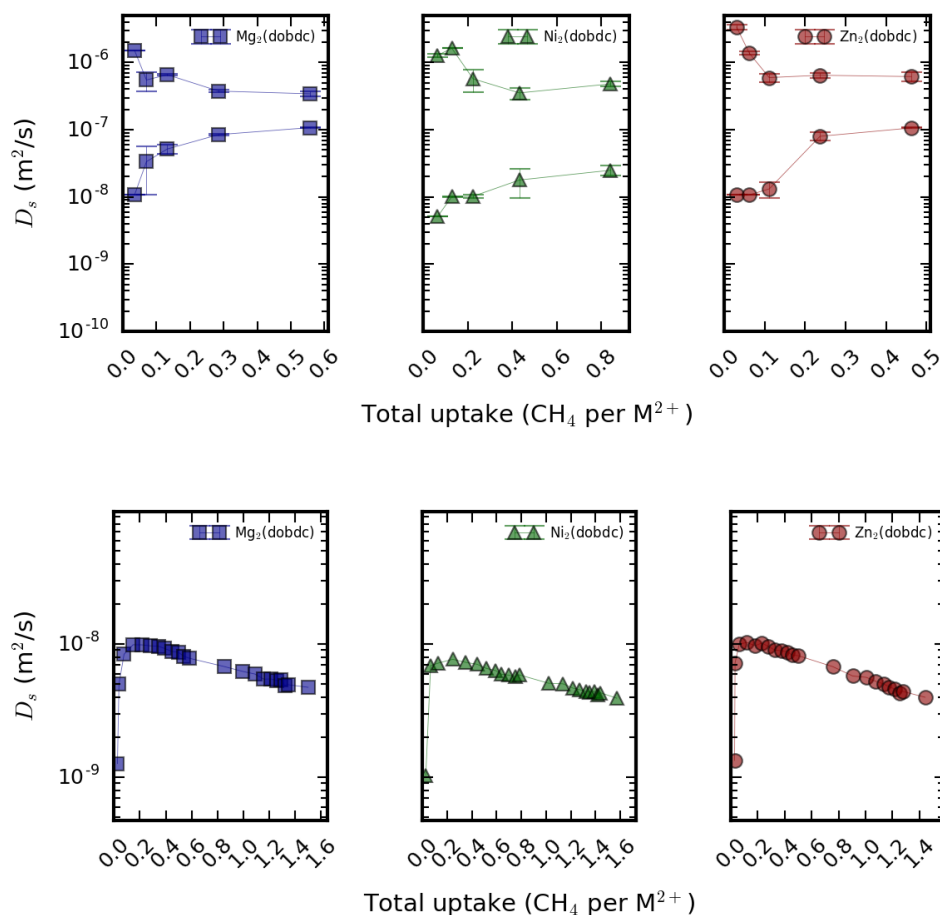 Mg₂(dobdc) Ni₂(dobdc) Zn₂(dobdc)
10⁻⁶
10⁻⁷
10⁻⁸
10⁻⁹
10⁻¹⁰
D_s (m²/s)
0.0 0.1 0.2 0.3 0.4 0.5 0.6 0.0 0.2 0.4 0.6 0.8 0.0 0.1 0.2 0.3 0.4 0.5
Total uptake (CH₄ per M²⁺)
Mg₂(dobdc) Ni₂(dobdc) Zn₂(dobdc)
10⁻⁸
10⁻⁹
D_s (m²/s)
0.0 0.2 0.4 0.6 0.8 1.0 1.2 1.4 1.6 0.0 0.2 0.4 0.6 0.8 1.0 1.2 1.4 1.6 0.0 0.2 0.4 0.6 0.8 1.0 1.2 1.4
Total uptake (CH₄ per M²⁺)